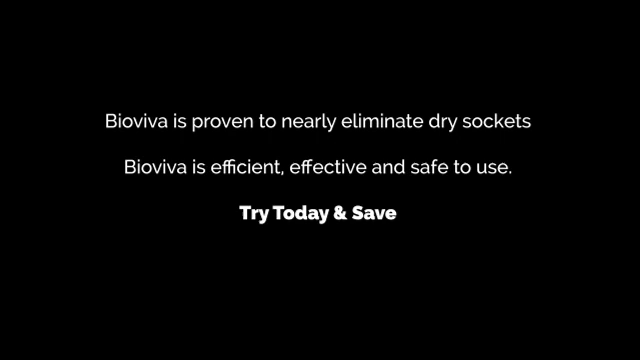 Bioviva is proven to nearly eliminate dry sockets
Bioviva is efficient, effective and safe to use.
Try Today & Save